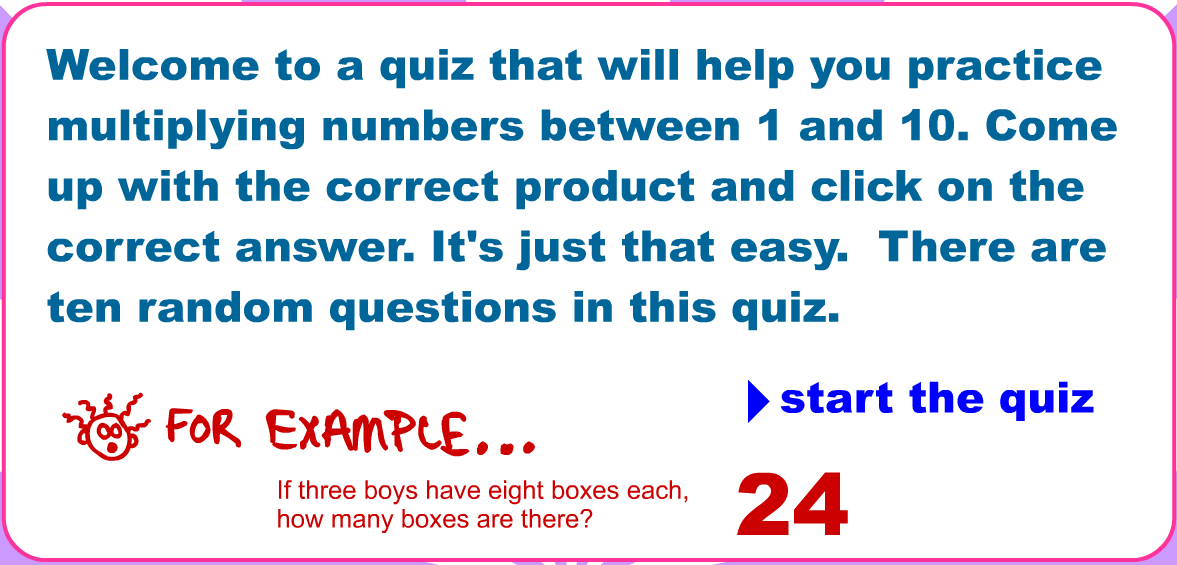 Welcome to a quiz that will help you practice
multiplying numbers between 1 and 10. Come
up with the correct product and click on the
correct answer. It's just that easy.  There are
ten random questions in this quiz.
start the quiz
FOR EXAMPLE...
If three boys have eight boxes each,
how many boxes are there?
24